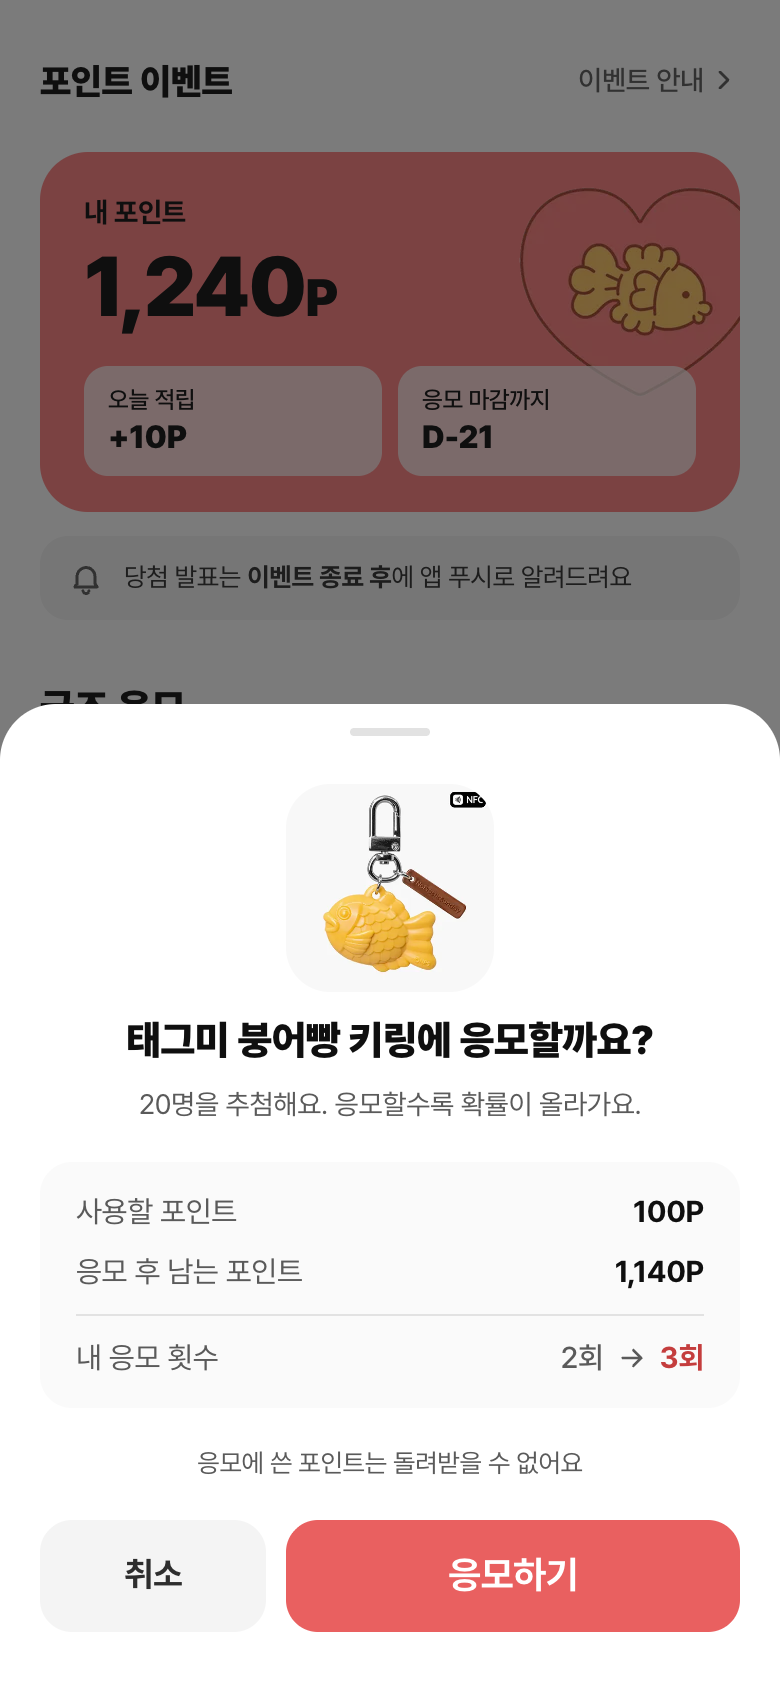 포인트 이벤트
이벤트 안내
내 포인트
1,240P
오늘 적립
+10P
응모 마감까지
D-21
당첨 발표는 이벤트 종료 후에 앱 푸시로 알려드려요
NFC
태그미 붕어빵 키링에 응모할까요?
20명을 추첨해요. 응모할수록 확률이 올라가요.
사용할 포인트
100P
응모 후 남는 포인트
1,140P
내 응모 횟수
2회 → 3회
응모에 쓴 포인트는 돌려받을 수 없어요
취소
응모하기